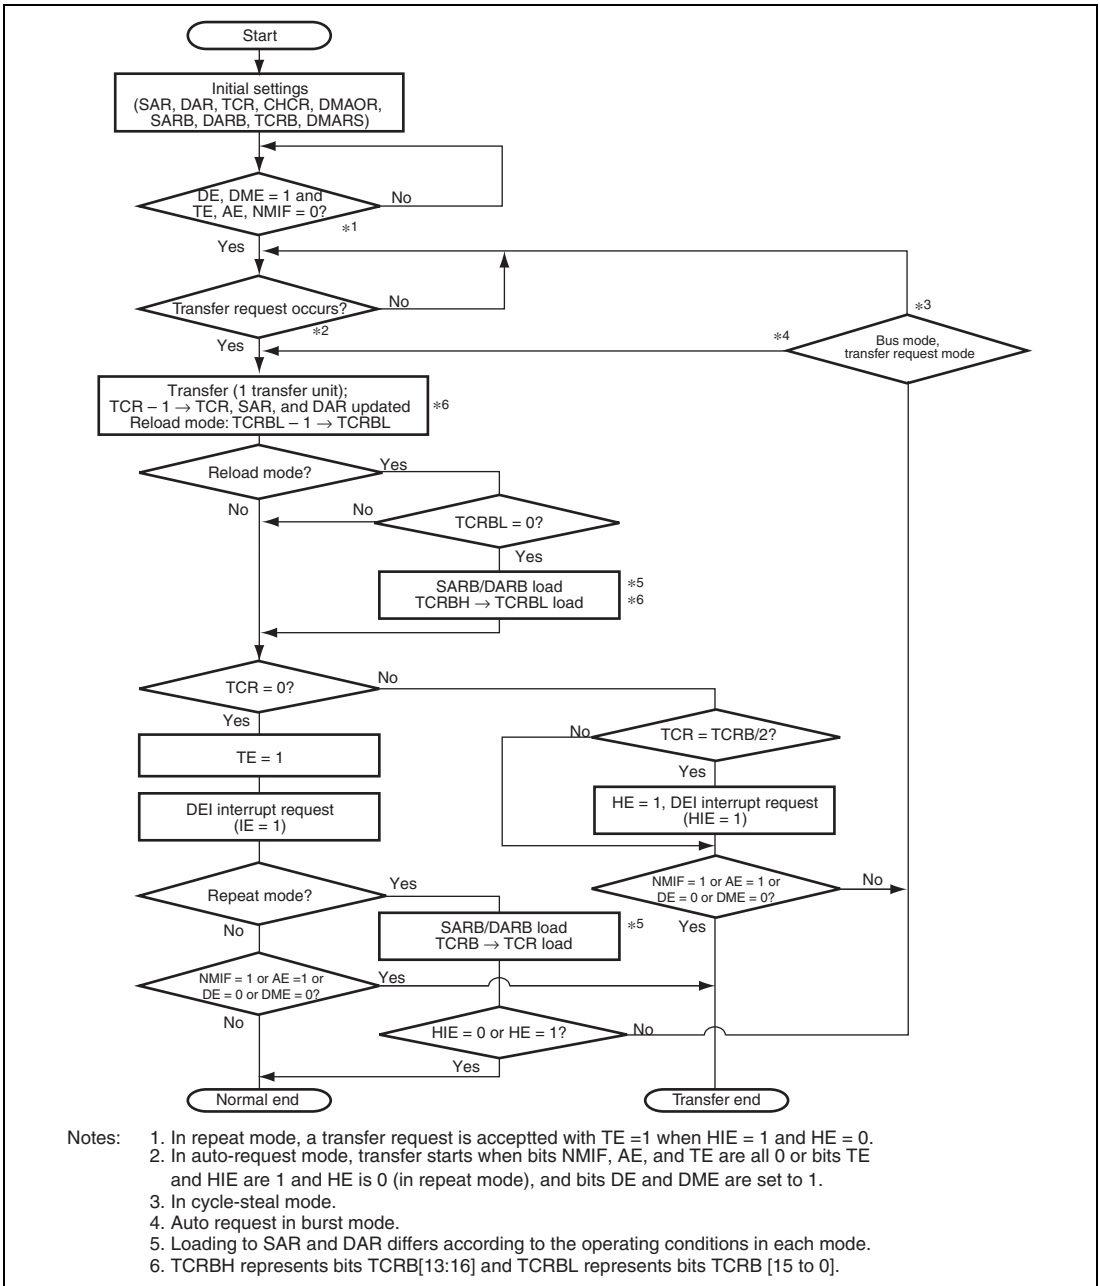 Start
Initial settings
(SAR, DAR, TCR, CHCR, DMAOR,
SARB, DARB, TCRB, DMARS)
DE, DME = 1 and
TE, AE, NMIF = 0?
No
*1
Yes
Transfer request occurs?
No
*2
Yes
*3
*4
Bus mode,
transfer request mode
Transfer (1 transfer unit);
TCR – 1 → TCR, SAR, and DAR updated
Reload mode: TCRBL – 1 → TCRBL
*6
Reload mode?
Yes
No
No
TCRBL = 0?
Yes
SARB/DARB load
TCRBH → TCRBL load
*5
*6
TCR = 0?
No
Yes
No
TCR = TCRB/2?
Yes
TE = 1
DEI interrupt request
(IE = 1)
HE = 1, DEI interrupt request
(HIE = 1)
Repeat mode?
Yes
No
NMIF = 1 or AE = 1 or
DE = 0 or DME = 0?
No
Yes
SARB/DARB load
TCRB → TCR load
*5
NMIF = 1 or AE =1 or
DE = 0 or DME = 0?
Yes
No
HIE = 0 or HE = 1?
No
Yes
Normal end
Transfer end
Notes: 1. In repeat mode, a transfer request is acceptted with TE =1 when HIE = 1 and HE = 0.
2. In auto-request mode, transfer starts when bits NMIF, AE, and TE are all 0 or bits TE
and HIE are 1 and HE is 0 (in repeat mode), and bits DE and DME are set to 1.
3. In cycle-steal mode.
4. Auto request in burst mode.
5. Loading to SAR and DAR differs according to the operating conditions in each mode.
6. TCRBH represents bits TCRB[13:16] and TCRBL represents bits TCRB [15 to 0].